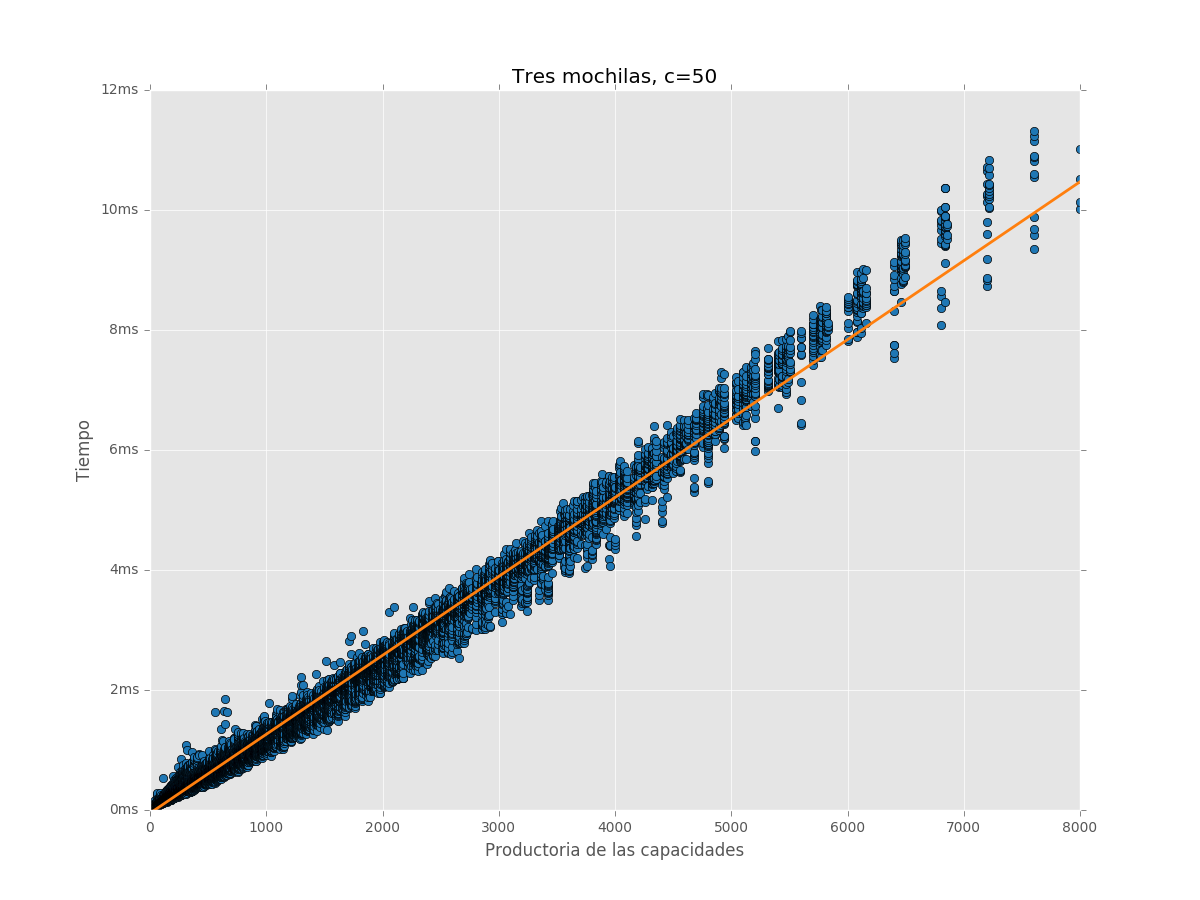 Tres mochilas, c=50
12ms
10ms
8ms
6ms
4ms
2ms
0ms
Tiempo
0 1000 2000 3000 4000 5000 6000 7000 8000
Productoria de las capacidades